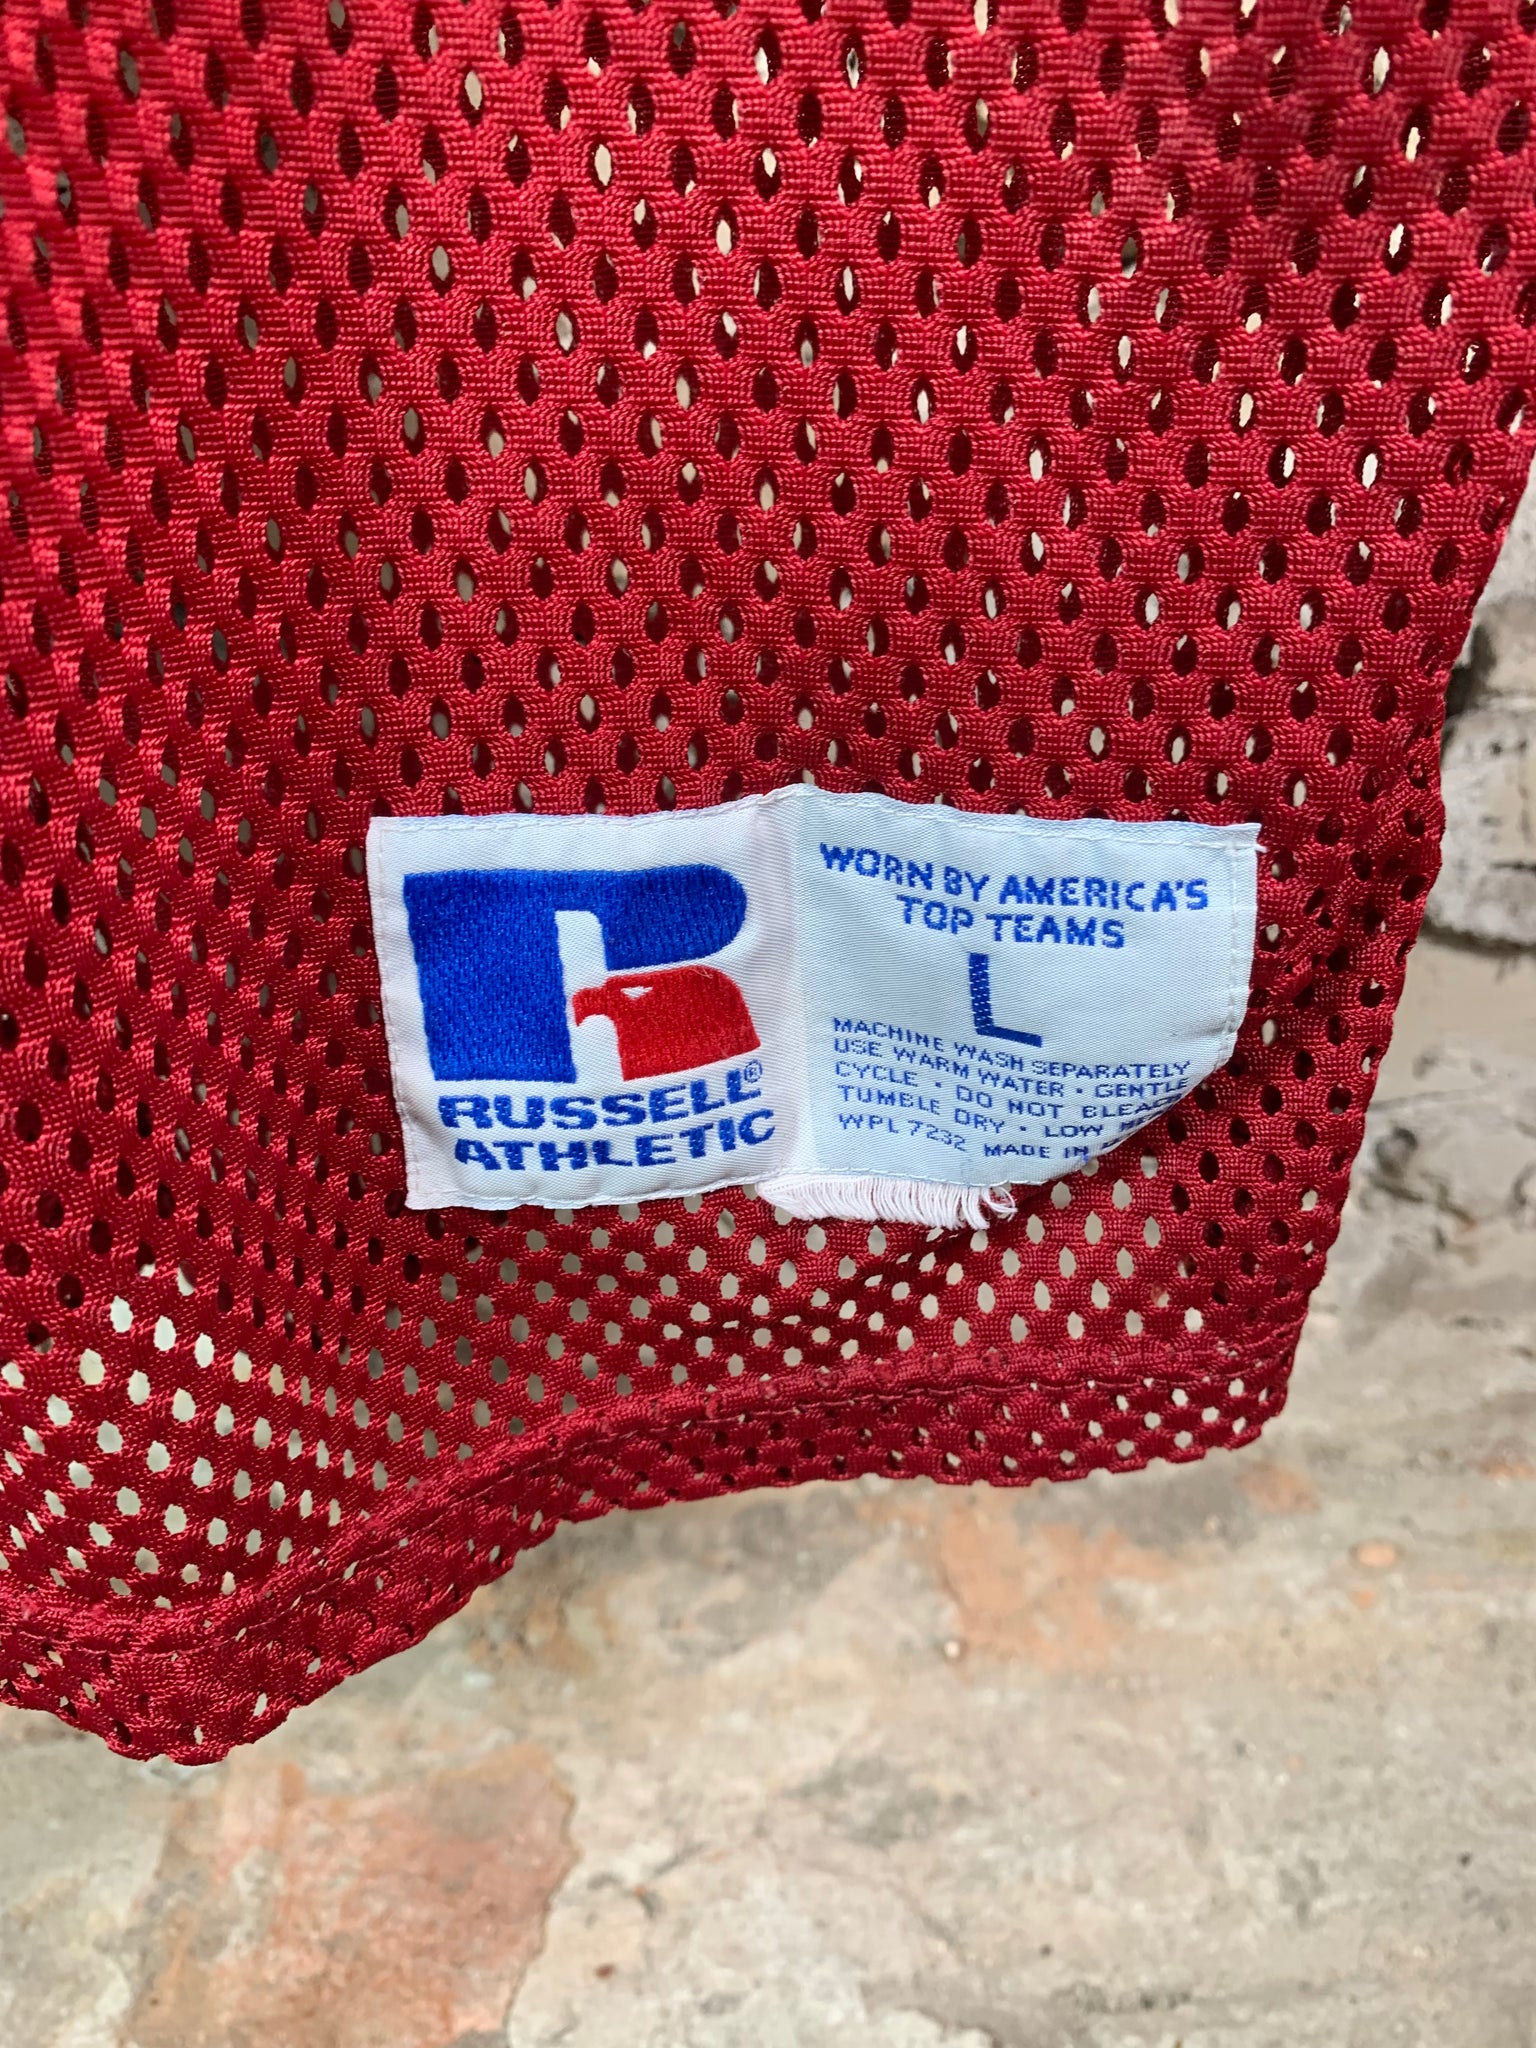 RUSSELL®
ATHLETIC
WORN BY AMERICA'S
TOP TEAMS
L
MACHINE WASH SEPARATELY
USE WARM WATER · GENTLE
CYCLE · DO NOT BLEACH
TUMBLE DRY · LOW
WPL 7232 MADE IN